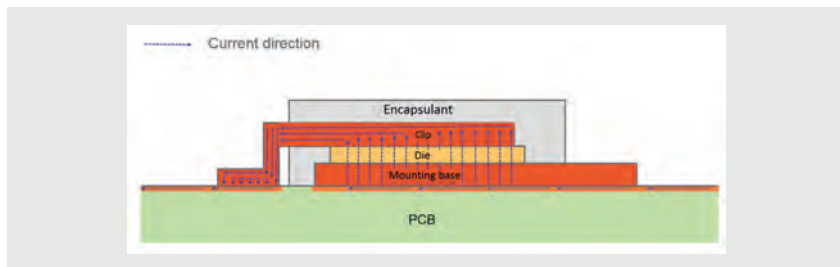 Current direction
Encapsulant
Clip
Die
Mounting base
PCB